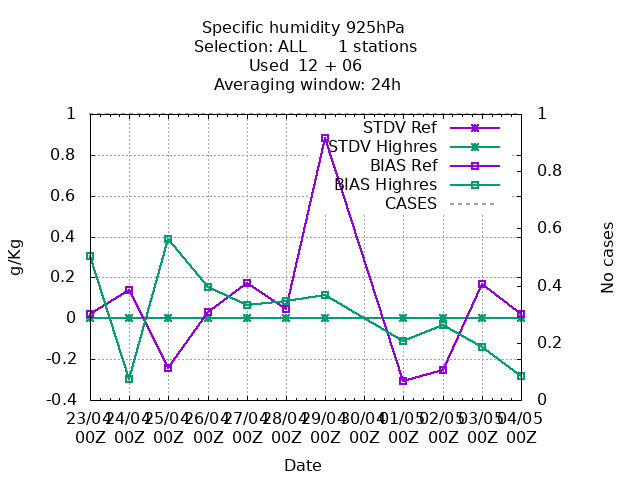 Specific humidity 925hPa
Selection: ALL 1 stations
Used 12 + 06
Averaging window: 24h
1 1
STDV Ref
0.8 STDV Highres 0.8
BIAS Ref
0.6 BIAS Highres 0.6
CASES
0.4
0.2 0.4
0
-0.2 0.2
-0.4 0
g/Kg
No cases
23/04 24/04 25/04 26/04 27/04 28/04 29/04 30/04 01/05 02/05 03/05 04/05
00Z 00Z 00Z 00Z 00Z 00Z 00Z 00Z 00Z 00Z 00Z 00Z
Date